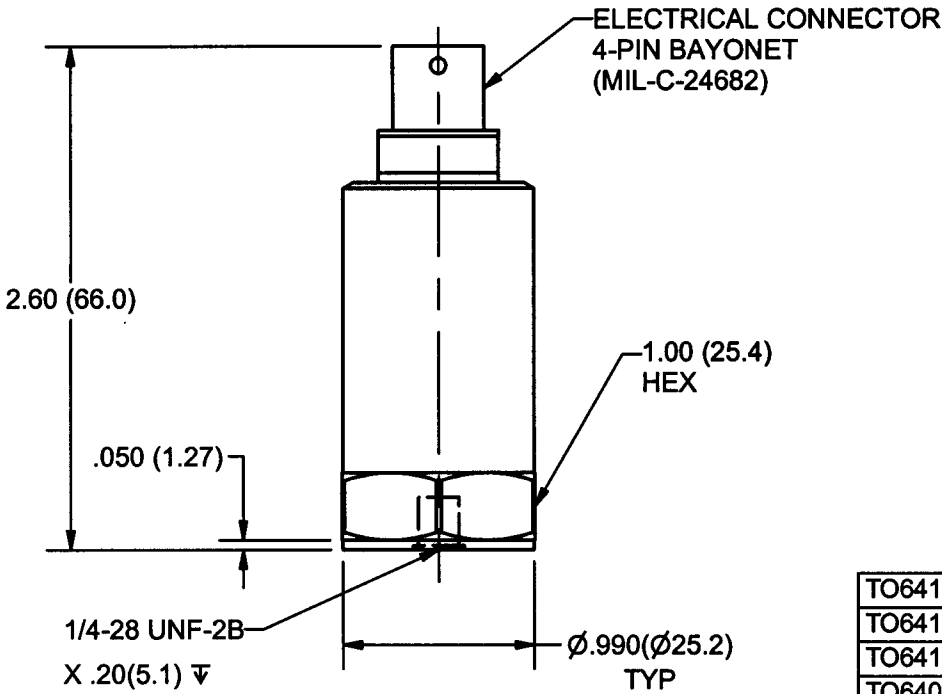 ELECTRICAL CONNECTOR
4-PIN BAYONET
(MIL-C-24682)
2.60 (66.0)
1.00 (25.4)
HEX
.050 (1.27)
1/4-28 UNF-2B
X .20(5.1) ↧
Ø.990(Ø25.2)
TYP
TO641
TO641
TO641
TO640